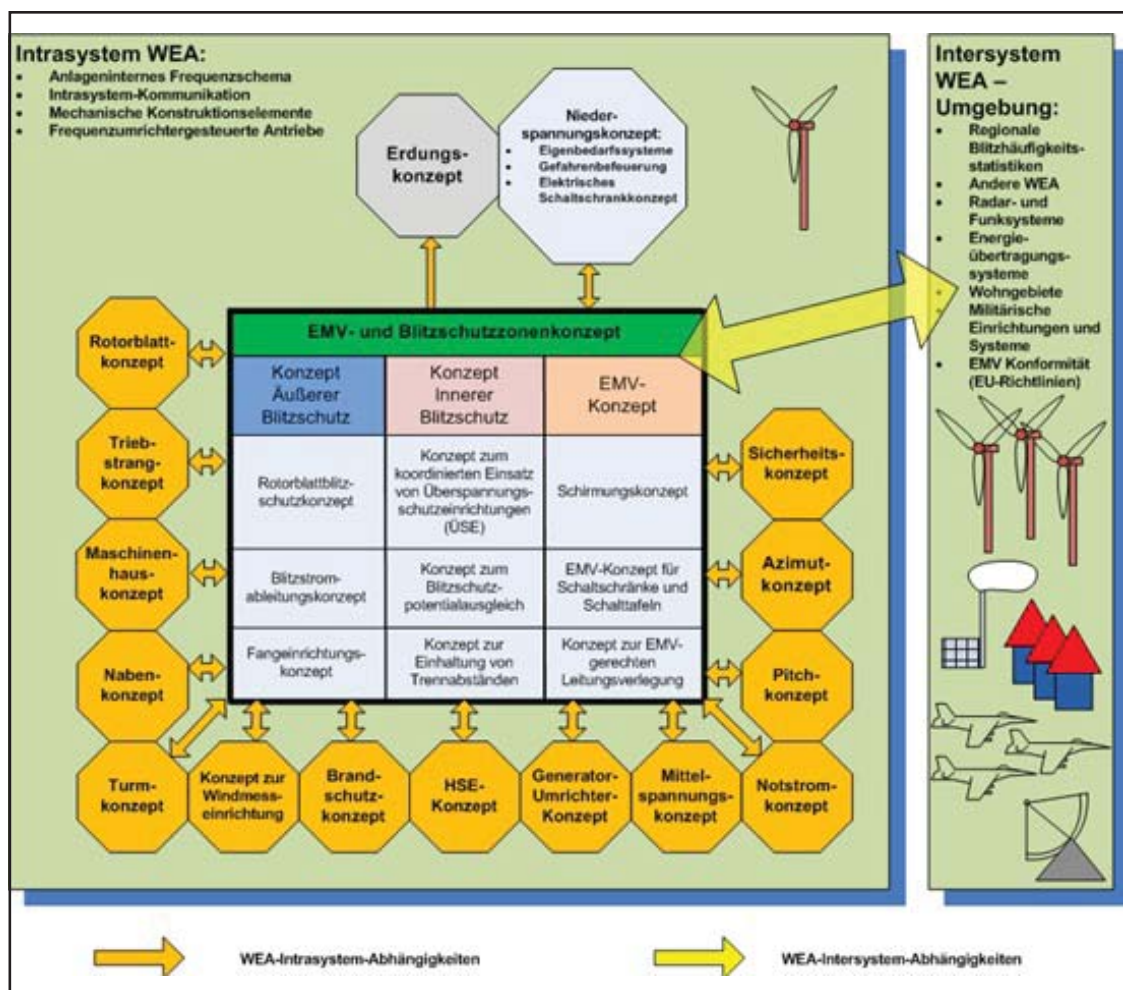 Intrasystem WEA:
• Anlageninternes Frequenzschema
• Intrasystem-Kommunikation
• Mechanische Konstruktionselemente
• Frequenzumrichtergesteuerte Antriebe
Erdungs-
konzept
Nieder-
spannungskonzept:
• Eigenbedarfssysteme
• Gefahrenbefeuerung
• Elektrisches
Schaltschrankkonzept
Intersystem
WEA –
Umgebung:
• Regionale
Blitzhäufigkeits-
statistiken
• Andere WEA
• Radar- und
Funksysteme
• Energie-
übertragungs-
systeme
• Wohngebiete
• Militärische
Einrichtungen und
Systeme
• EMV Konformität
(EU-Richtlinien)
EMV- und Blitzschutzzonenkonzept
Konzept
Äußerer
Blitzschutz
Konzept
Innerer
Blitzschutz
EMV-
Konzept
Rotorblattblitz-
schutzkonzept
Konzept zum
koordinierten Einsatz
von Überspannungs-
schutzeinrichtungen
(ÜSE)
Schirmungskonzept
Blitzstrom-
ableitungskonzept
Konzept zum
Blitzschutz-
potentialausgleich
EMV-Konzept für
Schaltschränke und
Schalttafeln
Fangeinrichtungs-
konzept
Konzept zur
Einhaltung von
Trennabständen
Konzept zur EMV-
gerechten
Leitungsverlegung
Rotorblatt-
konzept
Trieb-
strang-
konzept
Maschinen-
haus-
konzept
Naben-
konzept
Turm-
konzept
Konzept zur
Windmess-
einrichtung
Brand-
schutz-
konzept
HSE-
Konzept
Generator-
Umrichter-
Konzept
Mittel-
spannungs-
konzept
Notstrom-
konzept
Sicherheits-
konzept
Azimut-
konzept
Pitch-
konzept
WEA-Intrasystem-Abhängigkeiten
WEA-Intersystem-Abhängigkeiten